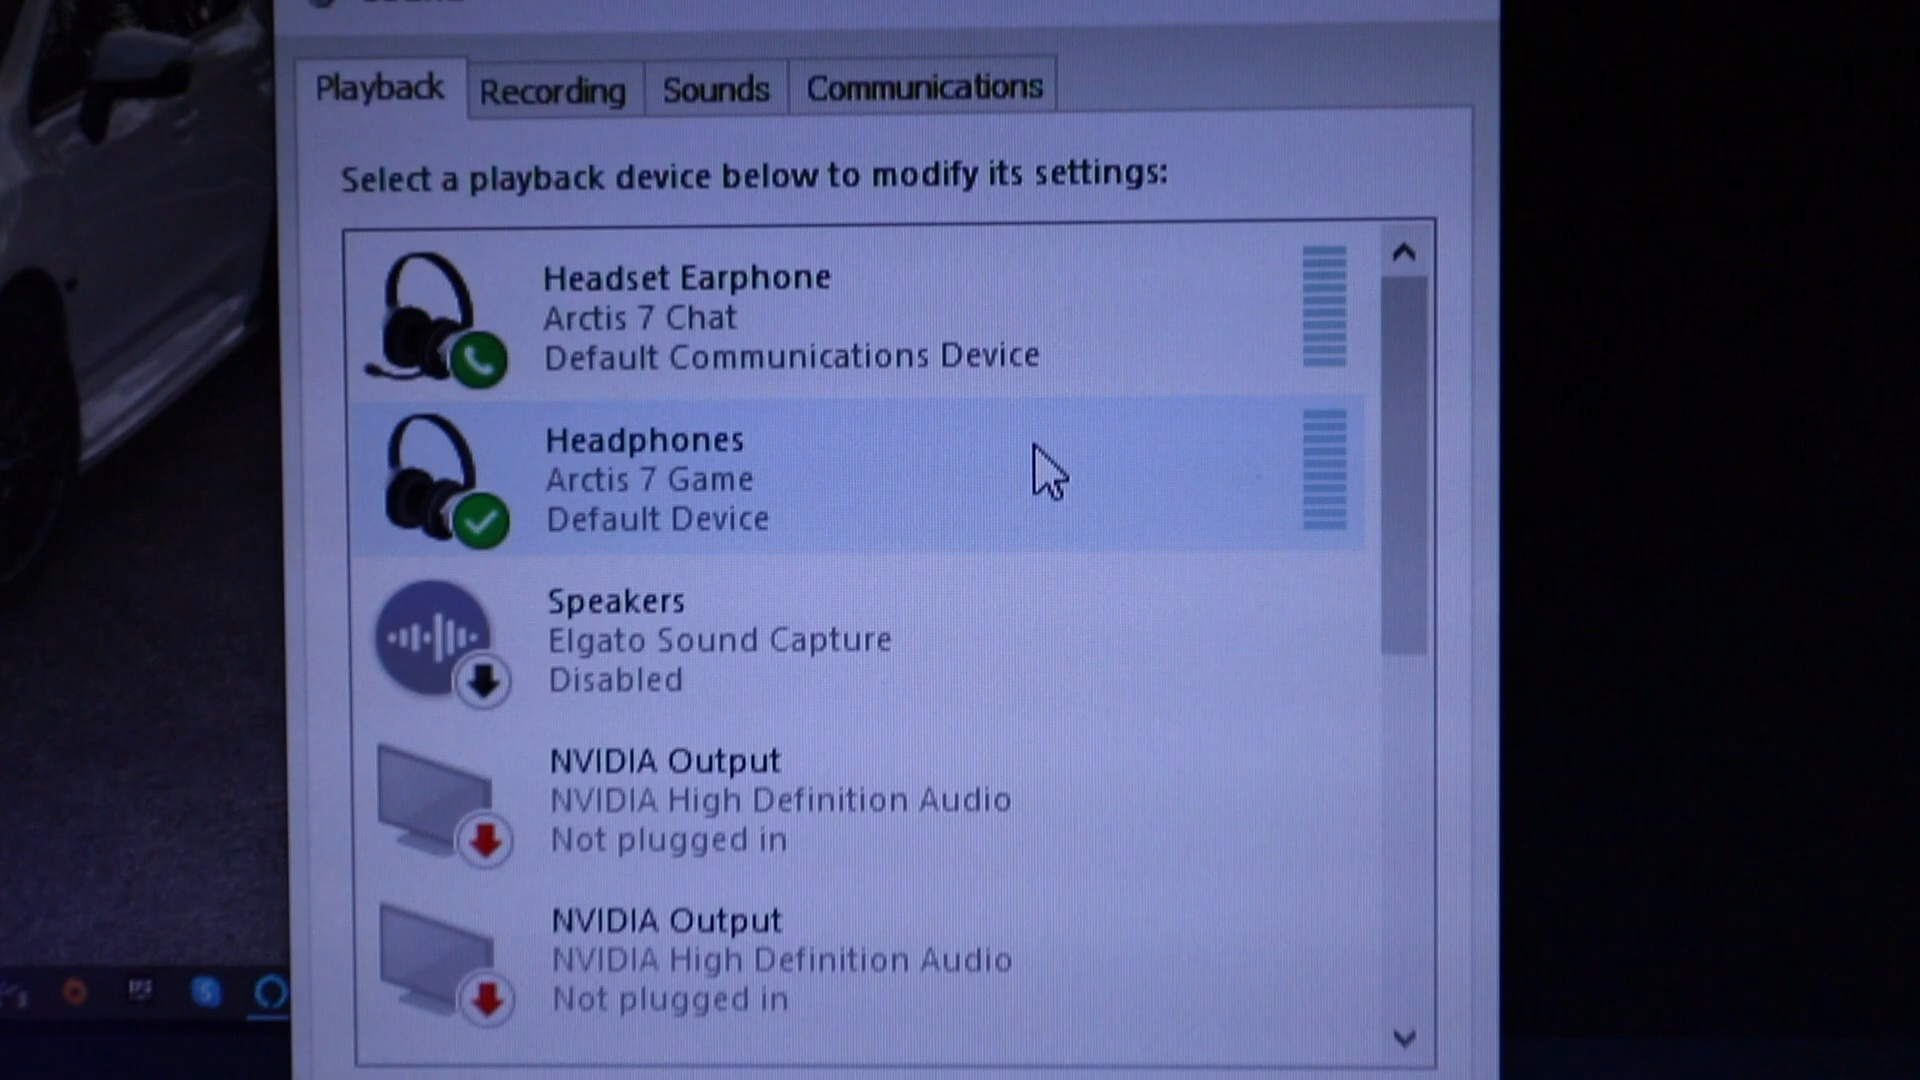 Playback
Recording
Sounds
Communications
Select a playback device below to modify its settings:
Headset Earphone
Arctis 7 Chat
Default Communications Device
Headphones
Arctis 7 Game
Default Device
Speakers
Elgato Sound Capture
Disabled
NVIDIA Output
NVIDIA High Definition Audio
Not plugged in
NVIDIA Output
NVIDIA High Definition Audio
Not plugged in